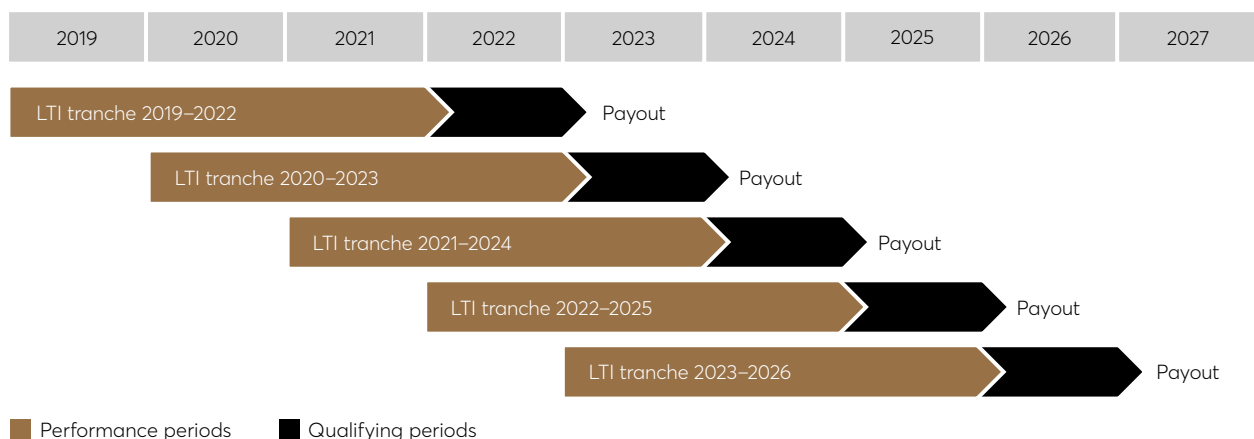 2019 2020 2021 2022 2023 2024 2025 2026 2027
LTI tranche 2019–2022 Payout
LTI tranche 2020–2023 Payout
LTI tranche 2021–2024 Payout
LTI tranche 2022–2025 Payout
LTI tranche 2023–2026 Payout
Performance periods Qualifying periods